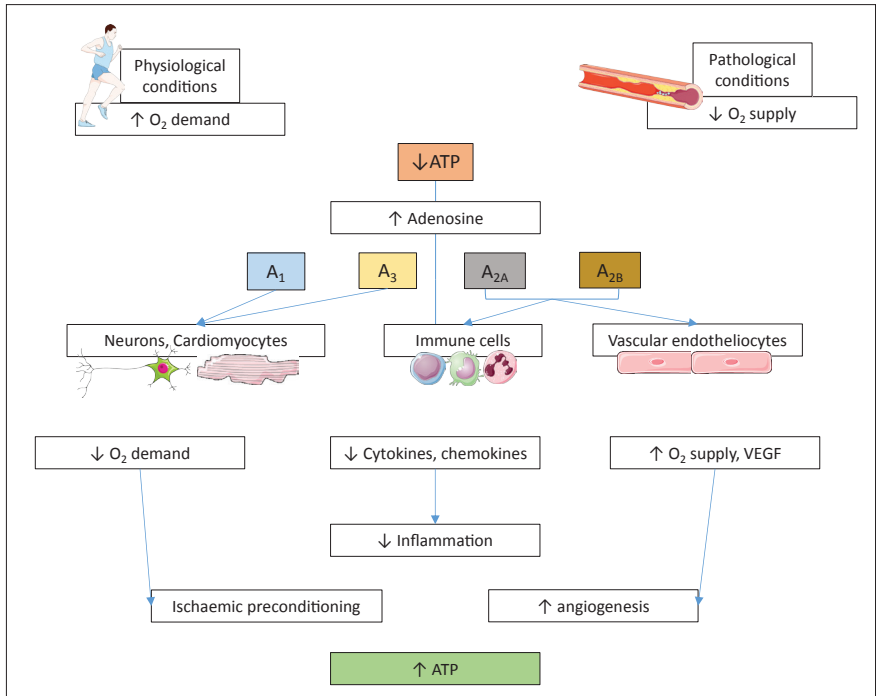 Physiological
conditions
↑ O₂ demand
Pathological
conditions
↓ O₂ supply
↓ATP
↑ Adenosine
A₁
A₃
A₂A
A₂B
Neurons, Cardiomyocytes
Immune cells
Vascular endotheliocytes
↓ O₂ demand
↓ Cytokines, chemokines
↑ O₂ supply, VEGF
↓ Inflammation
Ischaemic preconditioning
↑ angiogenesis
↑ ATP